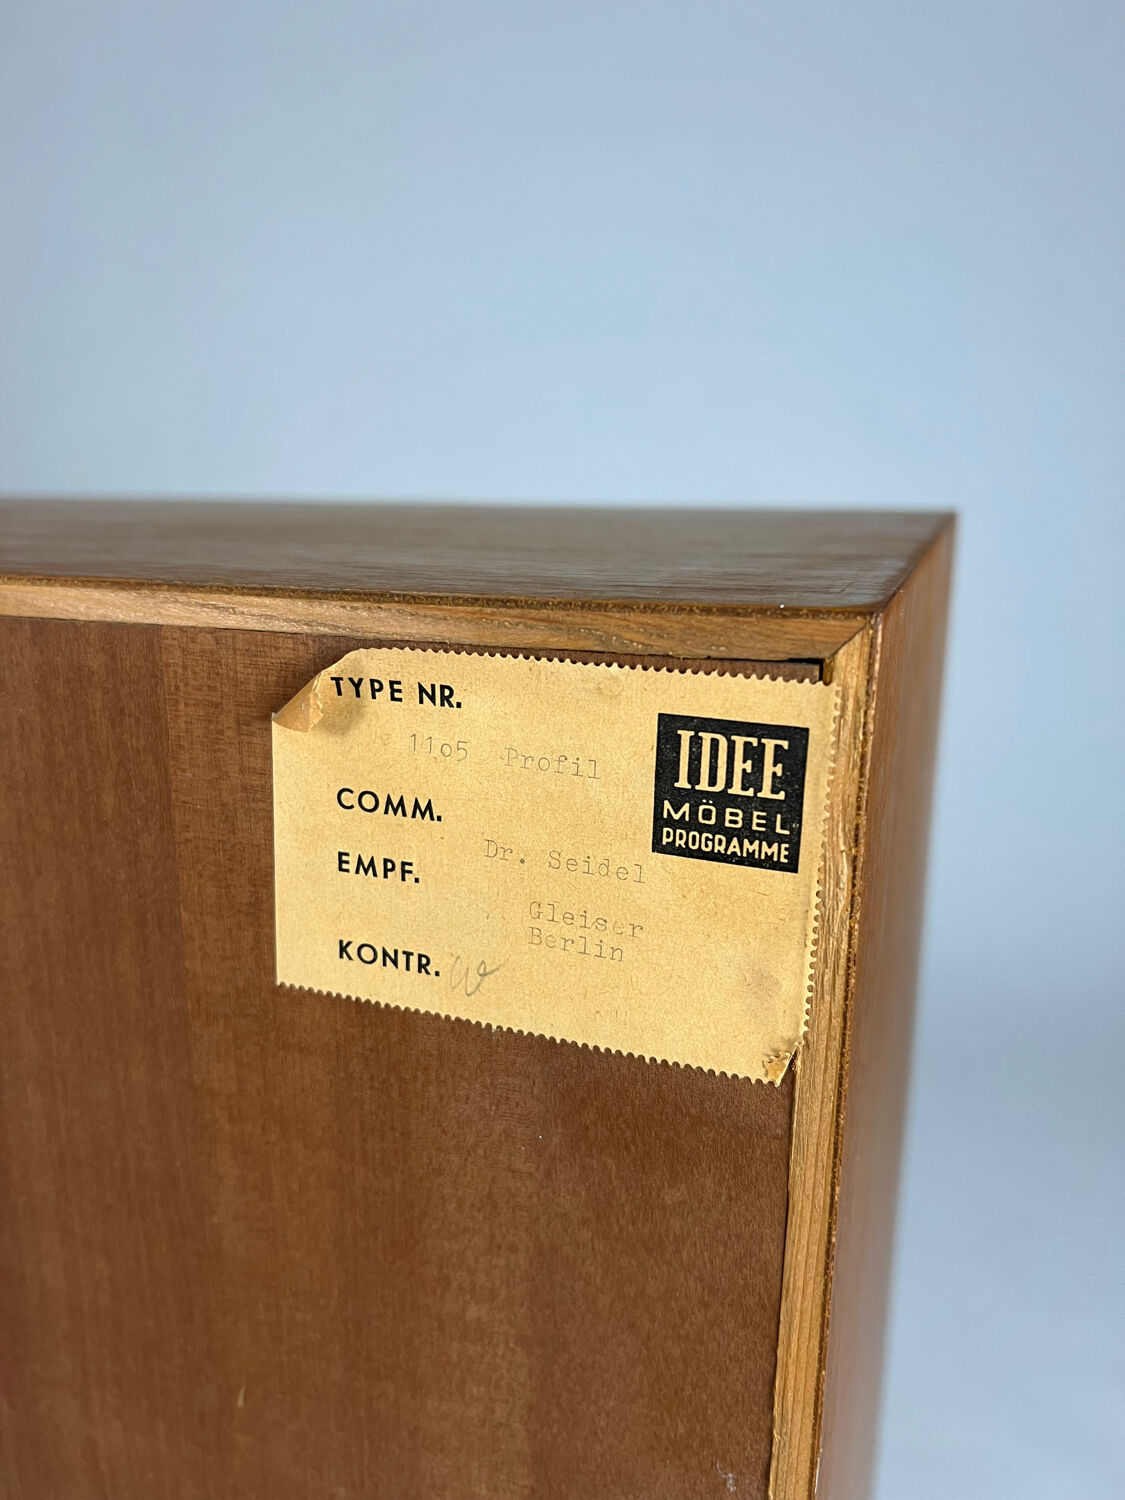 TYPE NR.
11o5 Profil
IDEE
MÖBEL
PROGRAMME
COMM.
Dr. Seidel
EMPF.
Gleiser
Berlin
KONTR.